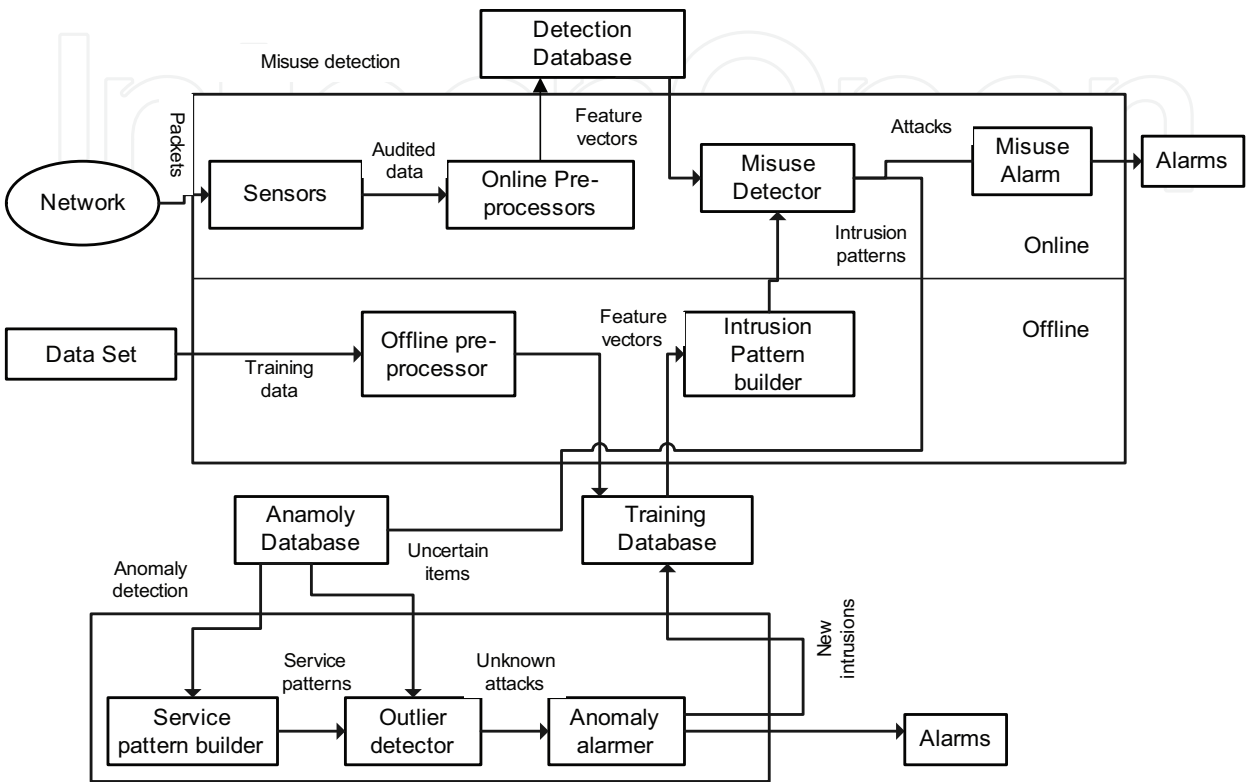 Detection
Database
Misuse detection
Packets
Feature
vectors
Attacks
Audited
data
Network
Sensors
Online Pre-
processors
Misuse
Detector
Misuse
Alarm
Alarms
Intrusion
patterns
Online
Data Set
Training
data
Offline pre-
processor
Feature
vectors
Intrusion
Pattern
builder
Offline
Anamoly
Database
Uncertain
items
Training
Database
Anomaly
detection
New
intrusions
Service
patterns
Unknown
attacks
Service
pattern builder
Outlier
detector
Anomaly
alarmer
Alarms